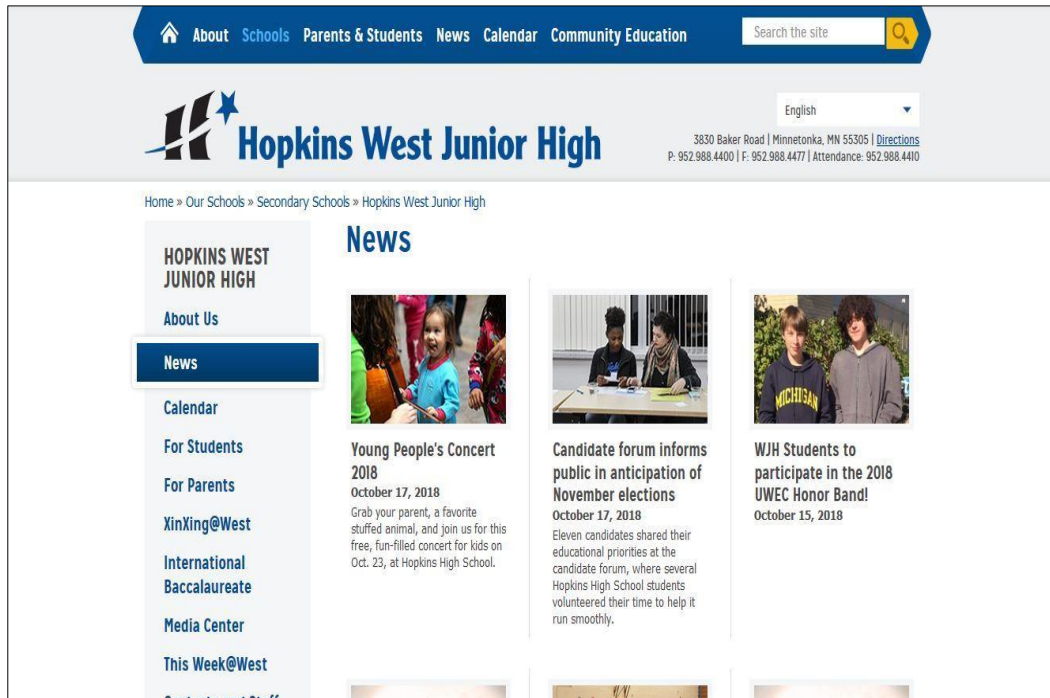 About Schools Parents & Students News Calendar Community Education
Search the site
English
Hopkins West Junior High
3830 Baker Road | Minnetonka, MN 55305 | Directions
P: 952.988.4400 | F: 952.988.4477 | Attendance: 952.988.4410
Home » Our Schools » Secondary Schools » Hopkins West Junior High
HOPKINS WEST
JUNIOR HIGH
About Us
News
Calendar
For Students
For Parents
XinXing@West
International
Baccalaureate
Media Center
This Week@West
News
Young People's Concert
2018
October 17, 2018
Grab your parent, a favorite
stuffed animal, and join us for this
free, fun-filled concert for kids on
Oct. 23, at Hopkins High School.
Candidate forum informs
public in anticipation of
November elections
October 17, 2018
Eleven candidates shared their
educational priorities at the
candidate forum, where several
Hopkins High School students
volunteered their time to help it
run smoothly.
MICHIGAN
WJH Students to
participate in the 2018
UWEC Honor Band!
October 15, 2018